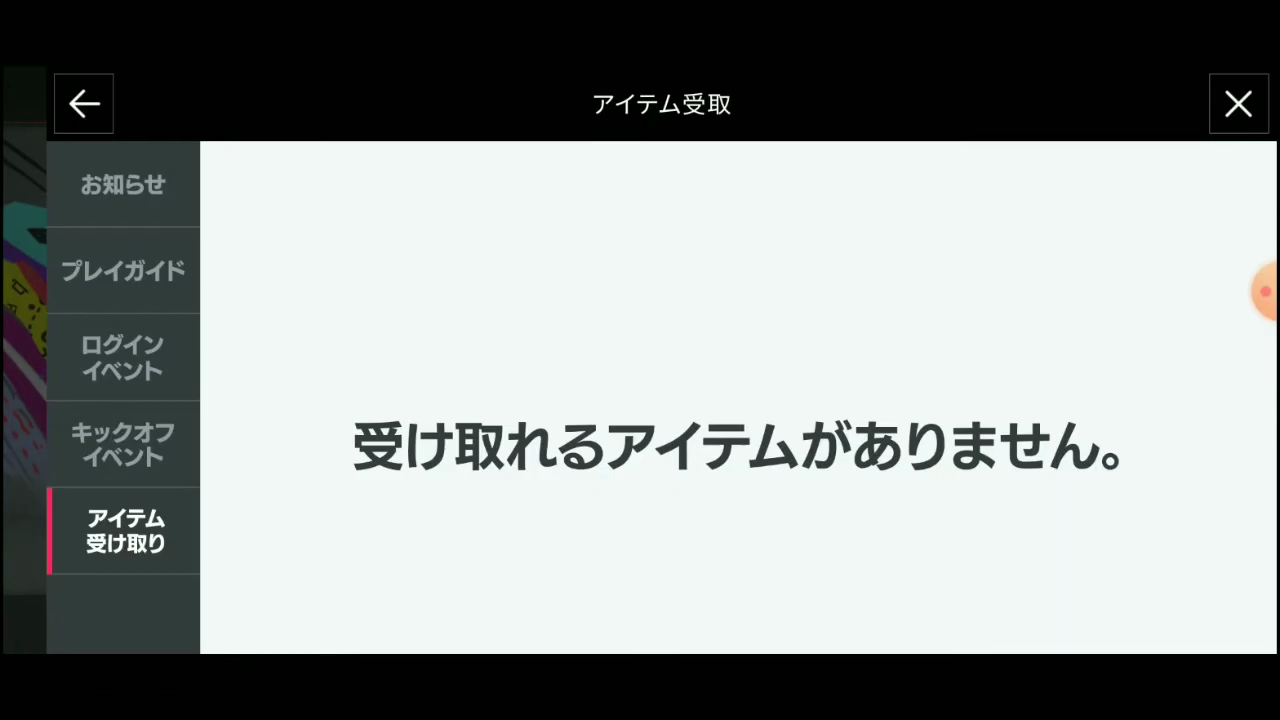 アイテム受取
お知らせ
プレイガイド
ログイン
イベント
キックオフ
イベント
アイテム
受け取り
受け取れるアイテムがありません。